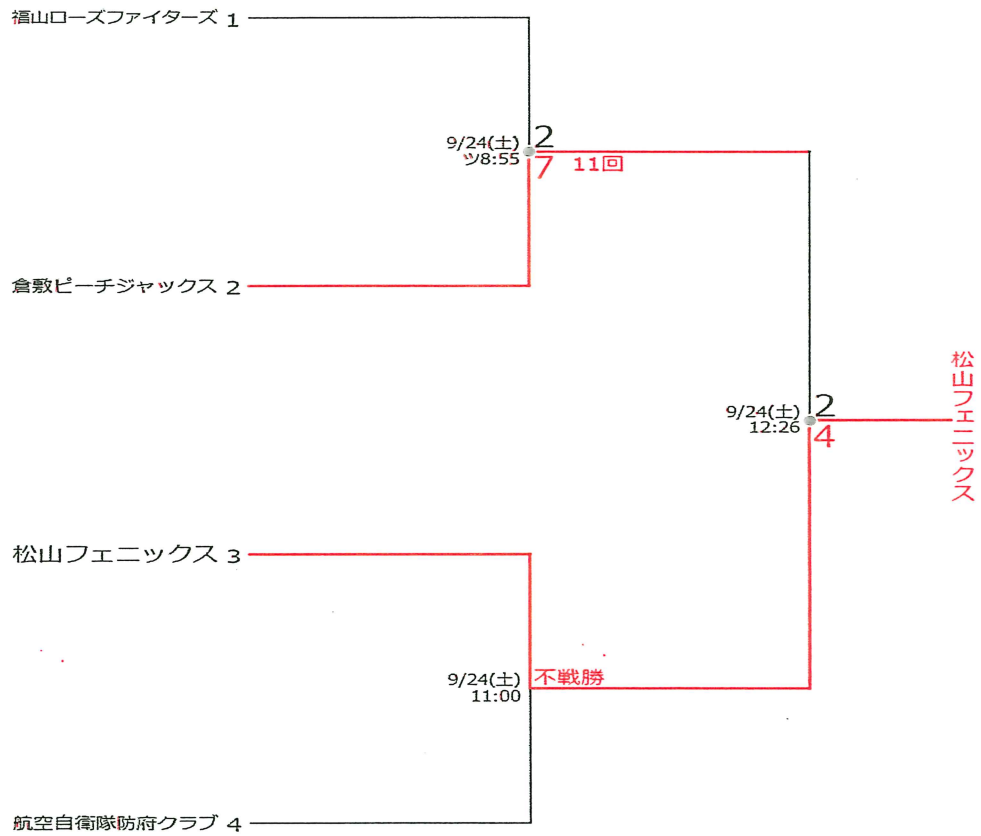 福山ローズファイターズ 1
9/24(土) 2
ツ8:55 7 11回
倉敷ピーチジャックス 2
9/24(土) 2
12:26 4
松山フェニックス
松山フェニックス 3
9/24(土) 不戦勝
11:00
航空自衛隊防府クラブ 4